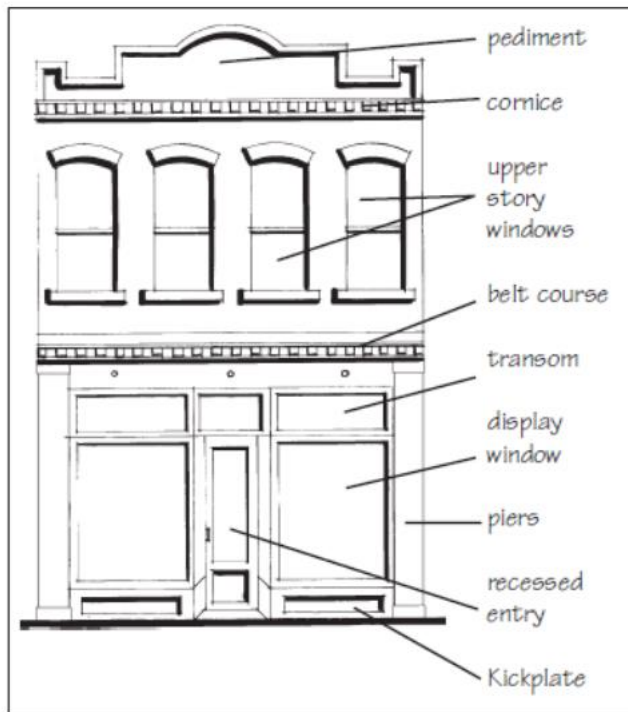 pediment
cornice
upper
story
windows
belt course
transom
display
window
piers
recessed
entry
Kickplate